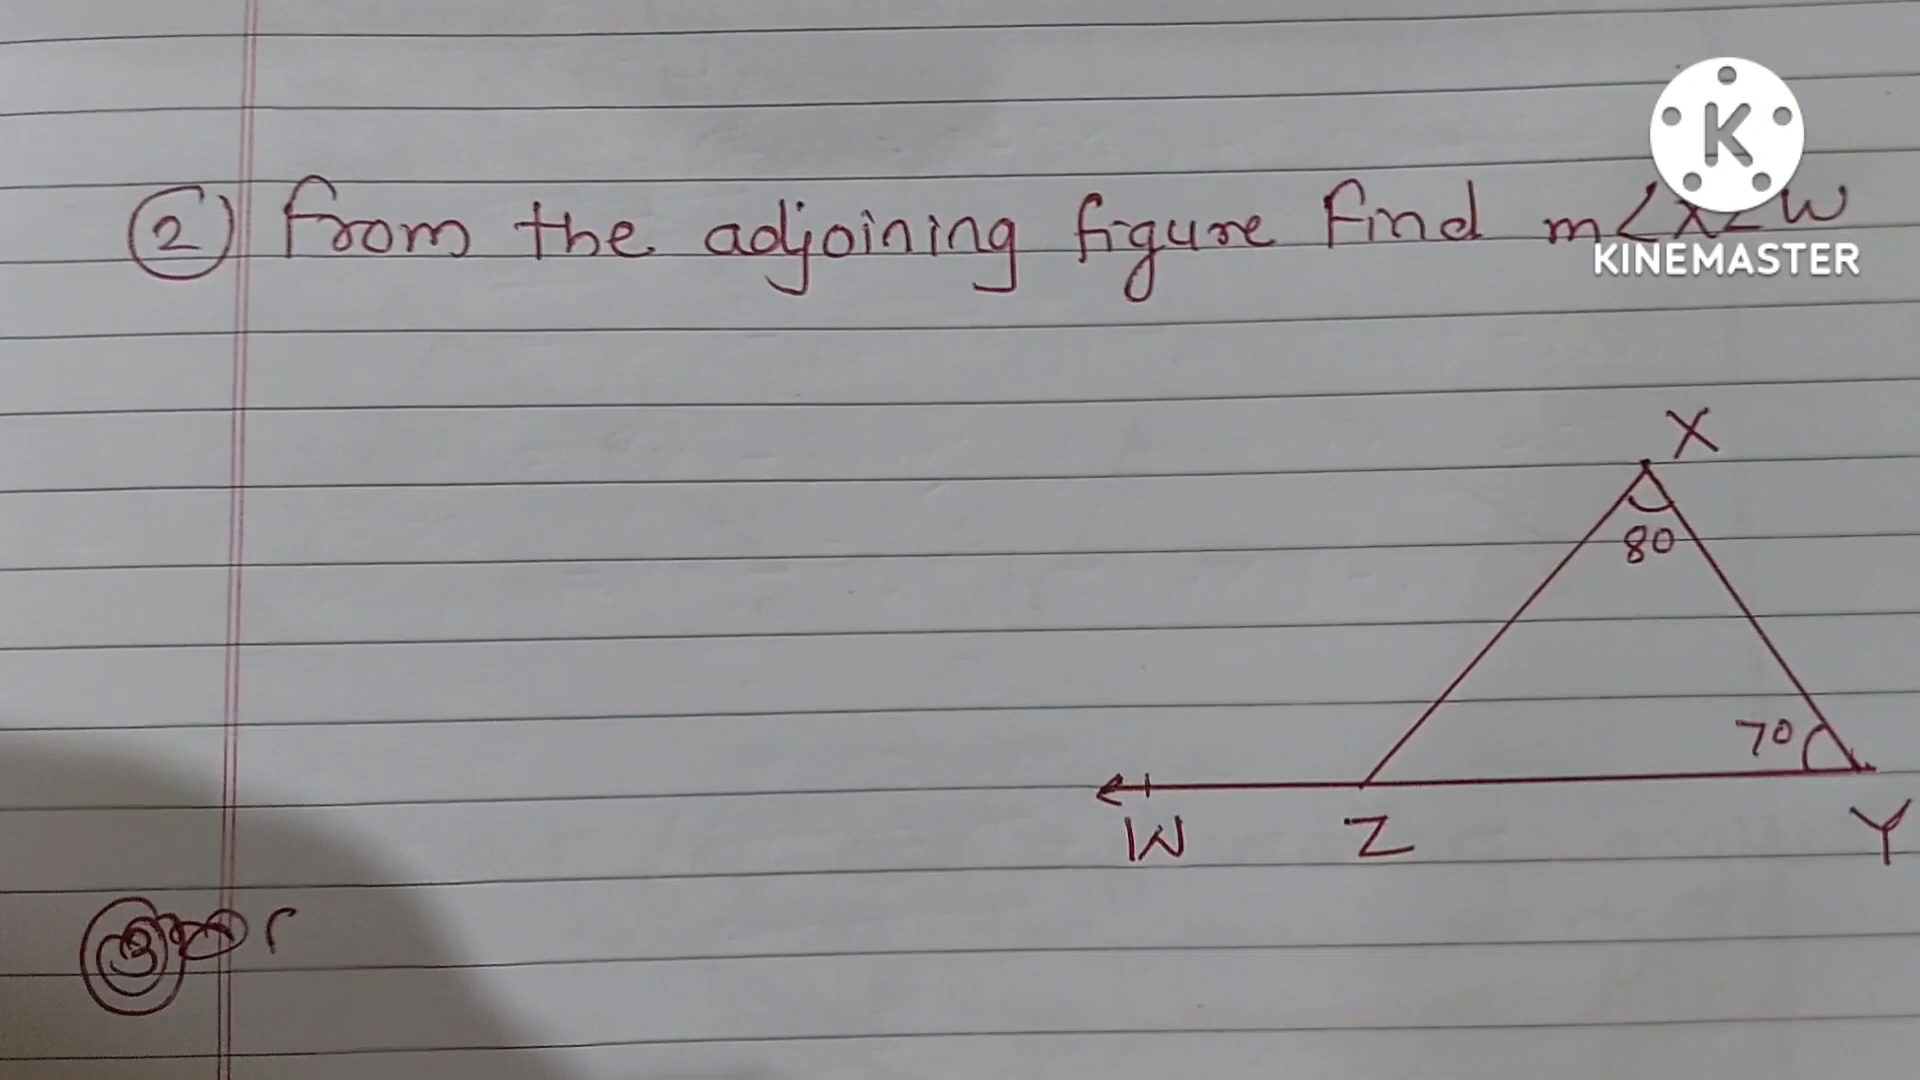 ② From the adjoining figure find m∠XZW
K
KINEMASTER
X
80
70
W Z Y